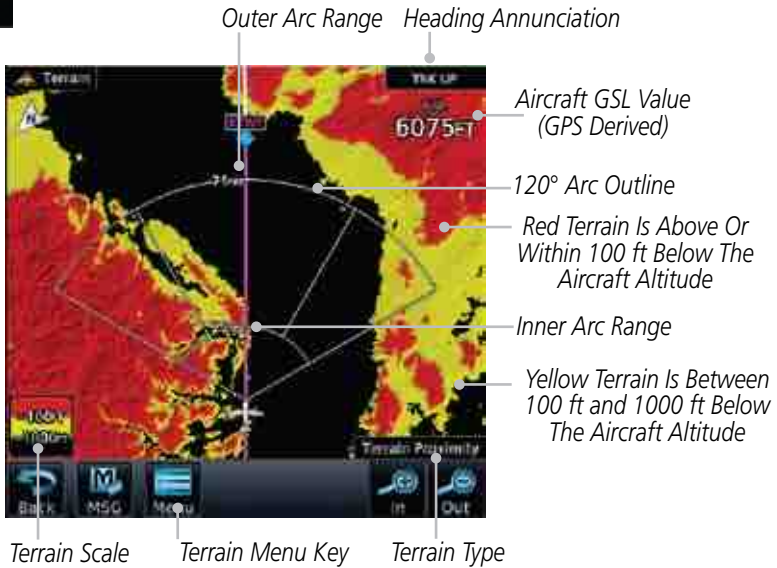 Outer Arc Range
Heading Annunciation
Terrain
TRK UP
Aircraft GSL Value
(GPS Derived)
6075FT
120° Arc Outline
Red Terrain Is Above Or
Within 100 ft Below The
Aircraft Altitude
Inner Arc Range
Yellow Terrain Is Between
100 ft and 1000 ft Below
The Aircraft Altitude
Terrain Proximity
Back
MSG
Menu
In
Out
Terrain Scale
Terrain Menu Key
Terrain Type